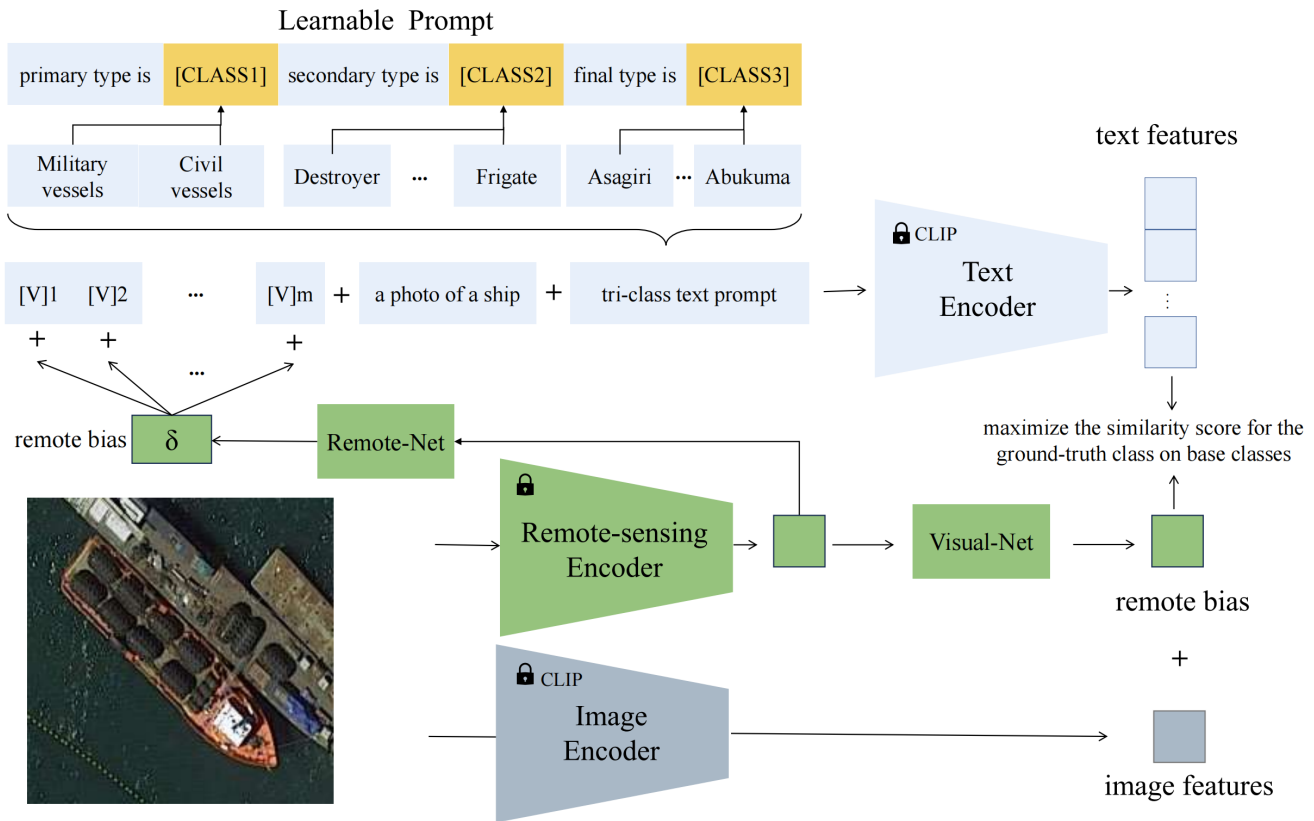 Learnable Prompt
primary type is [CLASS1] secondary type is [CLASS2] final type is [CLASS3]
Military vessels
Civil vessels
Destroyer
...
Frigate
Asagiri
...
Abukuma
text features
CLIP
Text
Encoder
[V]1 [V]2 ... [V]m + a photo of a ship + tri-class text prompt
+ + +
...
remote bias
δ
Remote-Net
maximize the similarity score for the
ground-truth class on base classes
Remote-sensing
Encoder
Visual-Net
remote bias
+
CLIP
Image
Encoder
image features